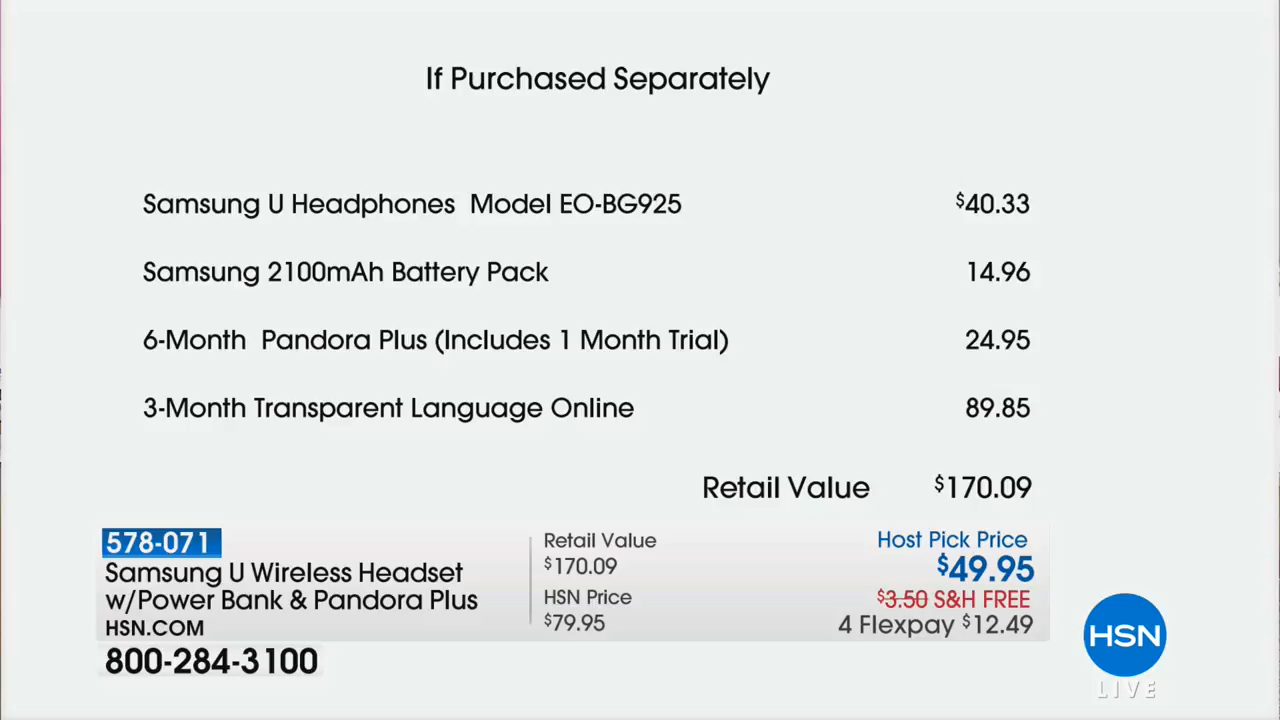 If Purchased Separately
Samsung U Headphones Model EO-BG925 $40.33
Samsung 2100mAh Battery Pack 14.96
6-Month Pandora Plus (Includes 1 Month Trial) 24.95
3-Month Transparent Language Online 89.85
Retail Value $170.09
578-071
Samsung U Wireless Headset
w/Power Bank & Pandora Plus
HSN.COM
800-284-3100
Retail Value
$170.09
HSN Price
$79.95
Host Pick Price
$49.95
$3.50 S&H FREE
4 Flexpay $12.49
HSN
LIVE